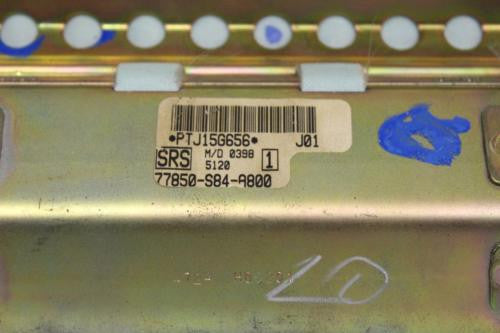 *PTJ15G656* J01
SRS M/D 0398 1
5120
77850-S84-A800